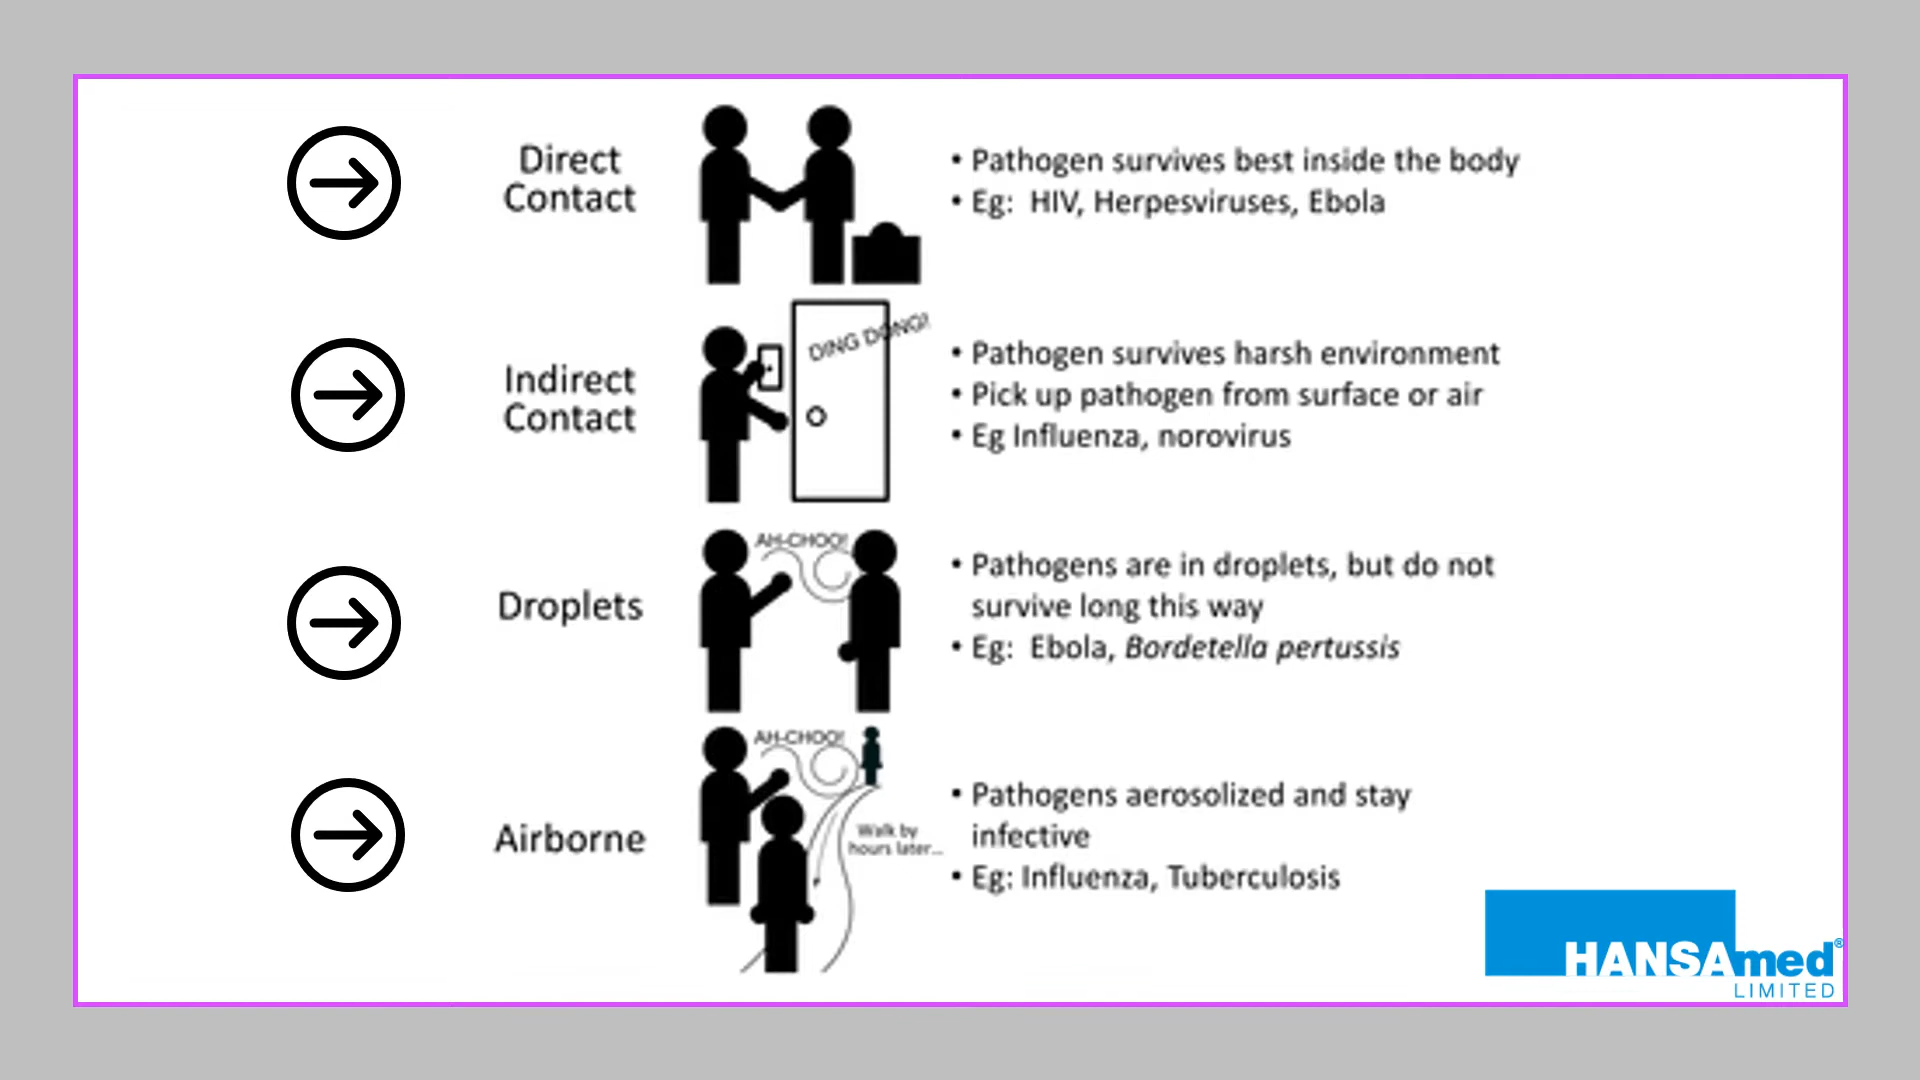 Direct
Contact
• Pathogen survives best inside the body
• Eg:  HIV, Herpesviruses, Ebola
DING DONG!
Indirect
Contact
• Pathogen survives harsh environment
• Pick up pathogen from surface or air
• Eg Influenza, norovirus
AH-CHOO!
Droplets
• Pathogens are in droplets, but do not
survive long this way
• Eg:  Ebola, Bordetella pertussis
AH-CHOO!
Airborne
Walk by
hours later...
• Pathogens aerosolized and stay
infective
• Eg: Influenza, Tuberculosis
HANSAmed®
LIMITED